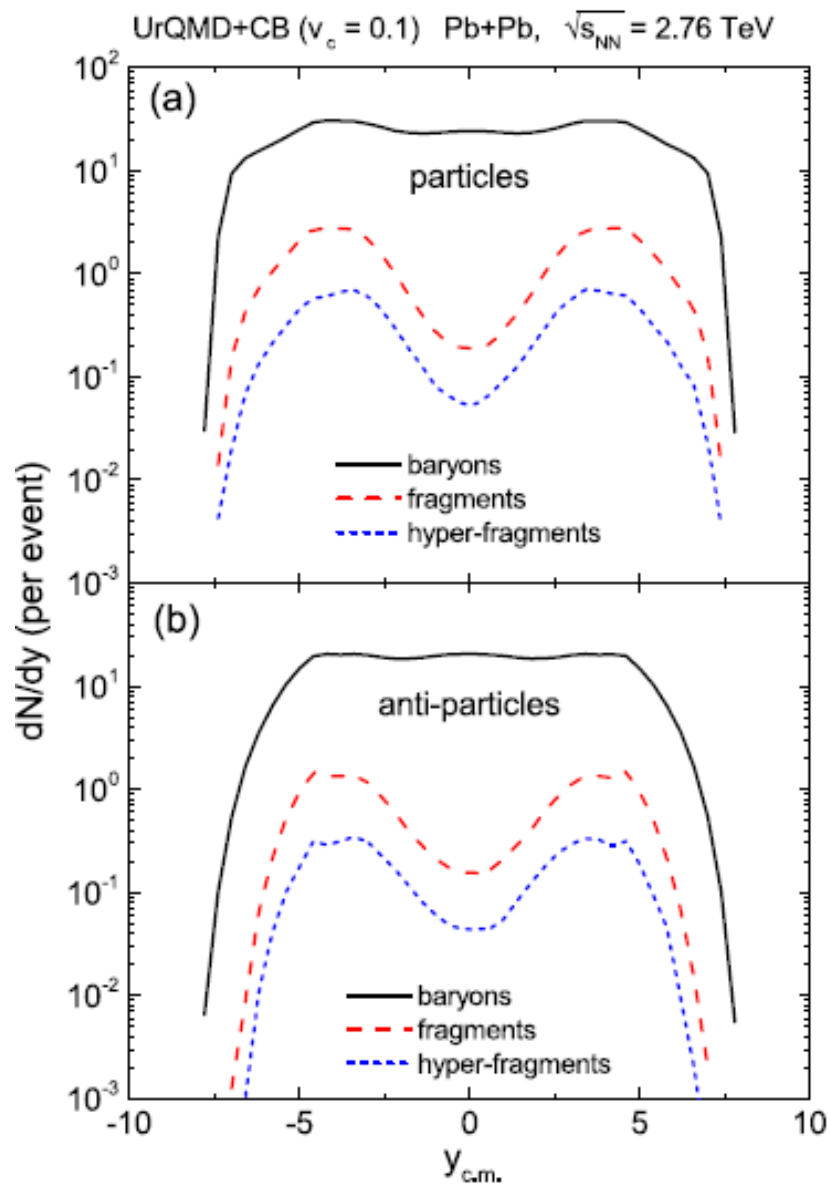 UrQMD+CB (v_c = 0.1) Pb+Pb, √s_NN = 2.76 TeV
(a)
particles
10^2
10^1
10^0
10^-1
10^-2
10^-3
baryons
fragments
hyper-fragments
dN/dy (per event)
(b)
anti-particles
10^1
10^0
10^-1
10^-2
10^-3
baryons
fragments
hyper-fragments
-10 -5 0 5 10
y_c.m.